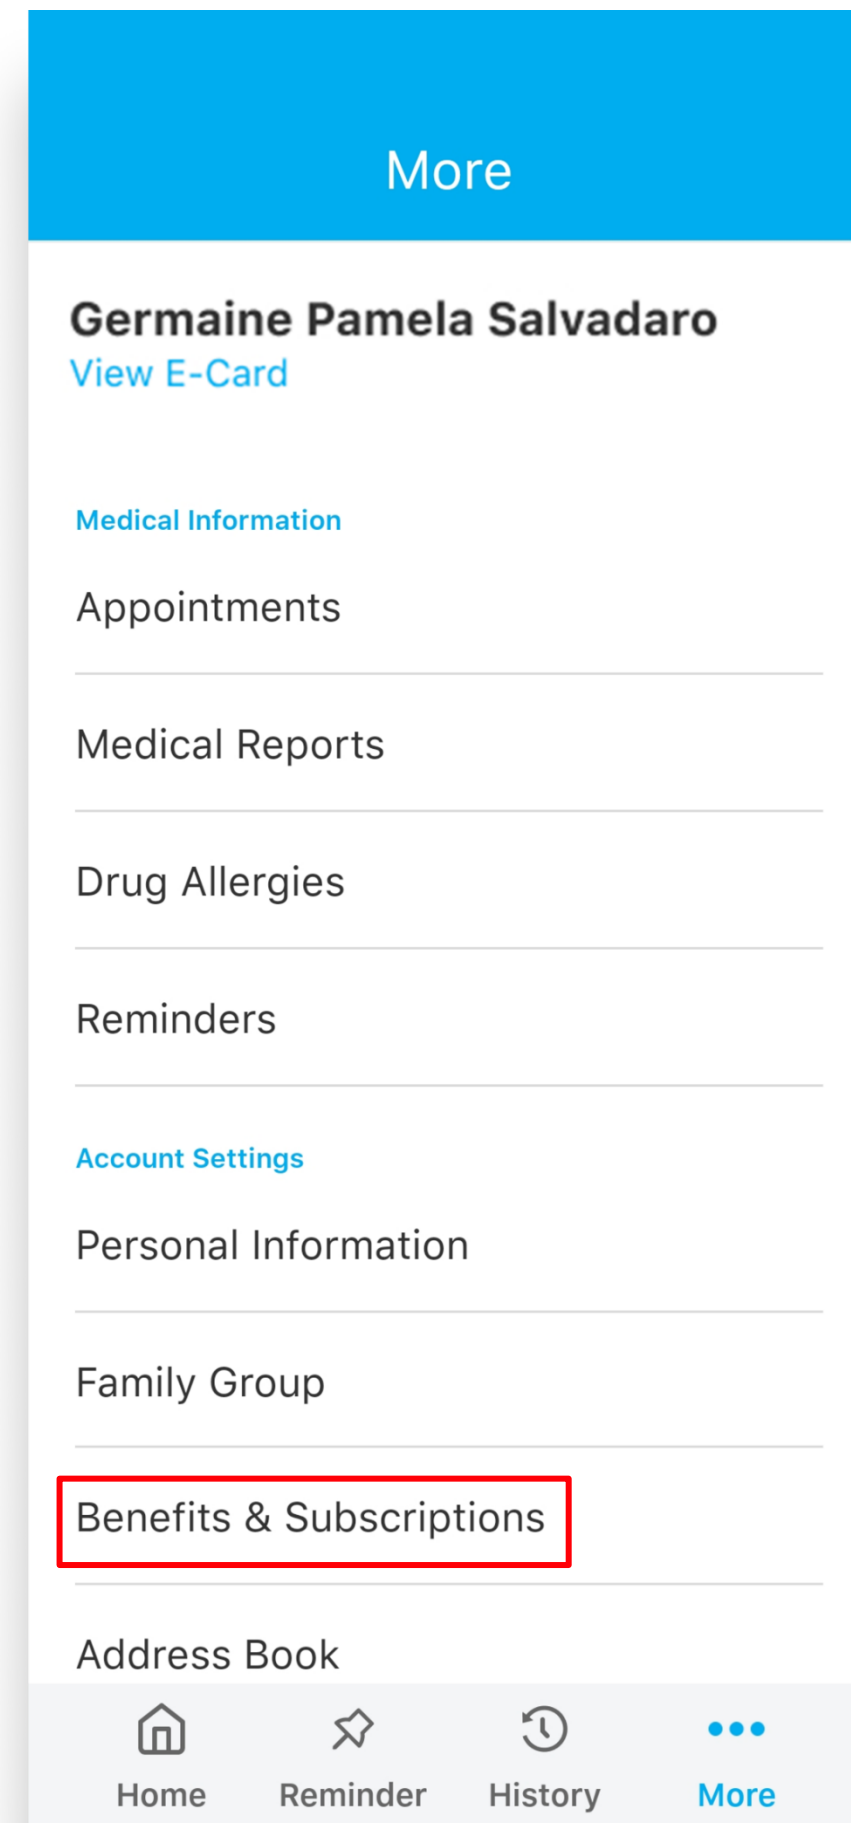 More
Germaine Pamela Salvadaro
View E-Card
Medical Information
Appointments
Medical Reports
Drug Allergies
Reminders
Account Settings
Personal Information
Family Group
Benefits & Subscriptions
Address Book
Home Reminder History More